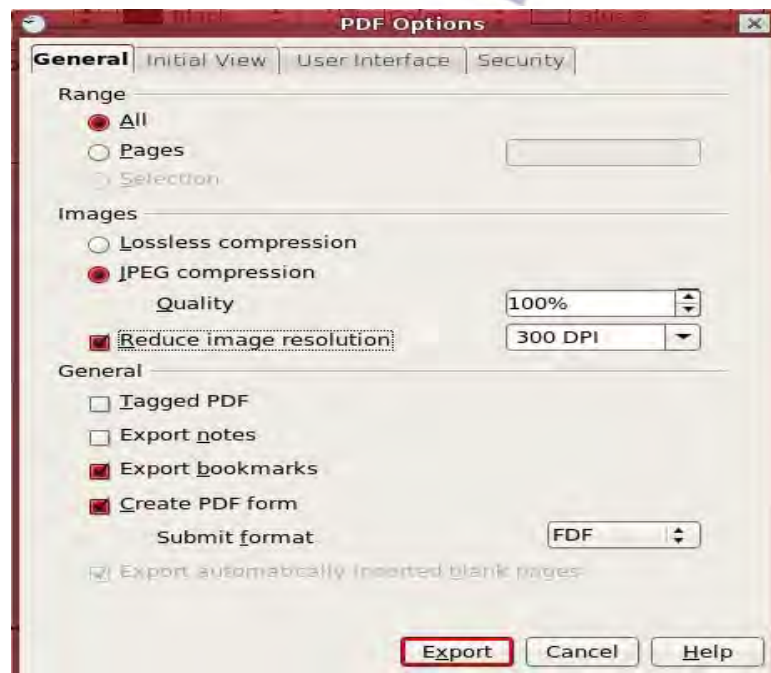 PDF Options
General Initial View User Interface Security
Range
All
Pages
Selection
Images
Lossless compression
JPEG compression
Quality 100%
Reduce image resolution 300 DPI
General
Tagged PDF
Export notes
Export bookmarks
Create PDF form
Submit format FDF
Export automatically inserted blank pages
Export Cancel Help